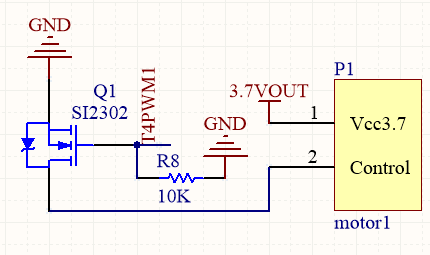 GND
Q1
SI2302
T4PWM1
R8
10K
GND
3.7VOUT
P1
1
Vcc3.7
2
Control
motor1